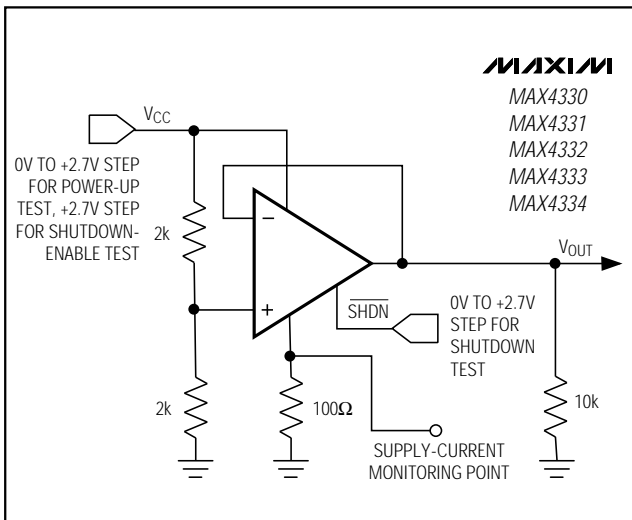 MAXIM
MAX4330
MAX4331
MAX4332
MAX4333
MAX4334
VCC
0V TO +2.7V STEP
FOR POWER-UP
TEST, +2.7V STEP
FOR SHUTDOWN-
ENABLE TEST
2k
−
+
VOUT
SHDN
0V TO +2.7V
STEP FOR
SHUTDOWN
TEST
2k
100Ω
10k
SUPPLY-CURRENT
MONITORING POINT